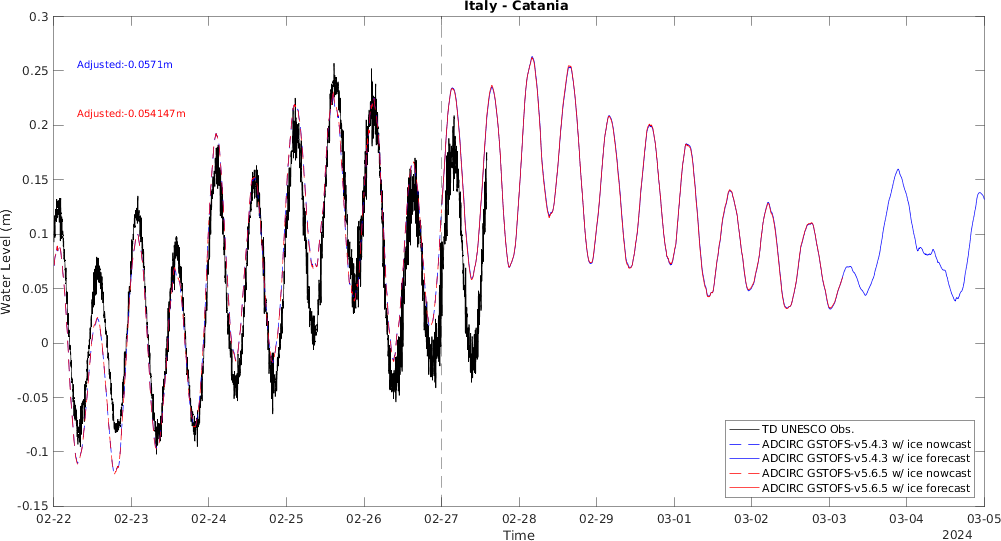 Italy - Catania
Adjusted:-0.0571m
Adjusted:-0.054147m
Water Level (m)
0.3
0.25
0.2
0.15
0.1
0.05
0
-0.05
-0.1
-0.15
TD UNESCO Obs.
ADCIRC GSTOFS-v5.4.3 w/ ice nowcast
ADCIRC GSTOFS-v5.4.3 w/ ice forecast
ADCIRC GSTOFS-v5.6.5 w/ ice nowcast
ADCIRC GSTOFS-v5.6.5 w/ ice forecast
02-22 02-23 02-24 02-25 02-26 02-27 02-28 02-29 03-01 03-02 03-03 03-04 03-05
Time
2024